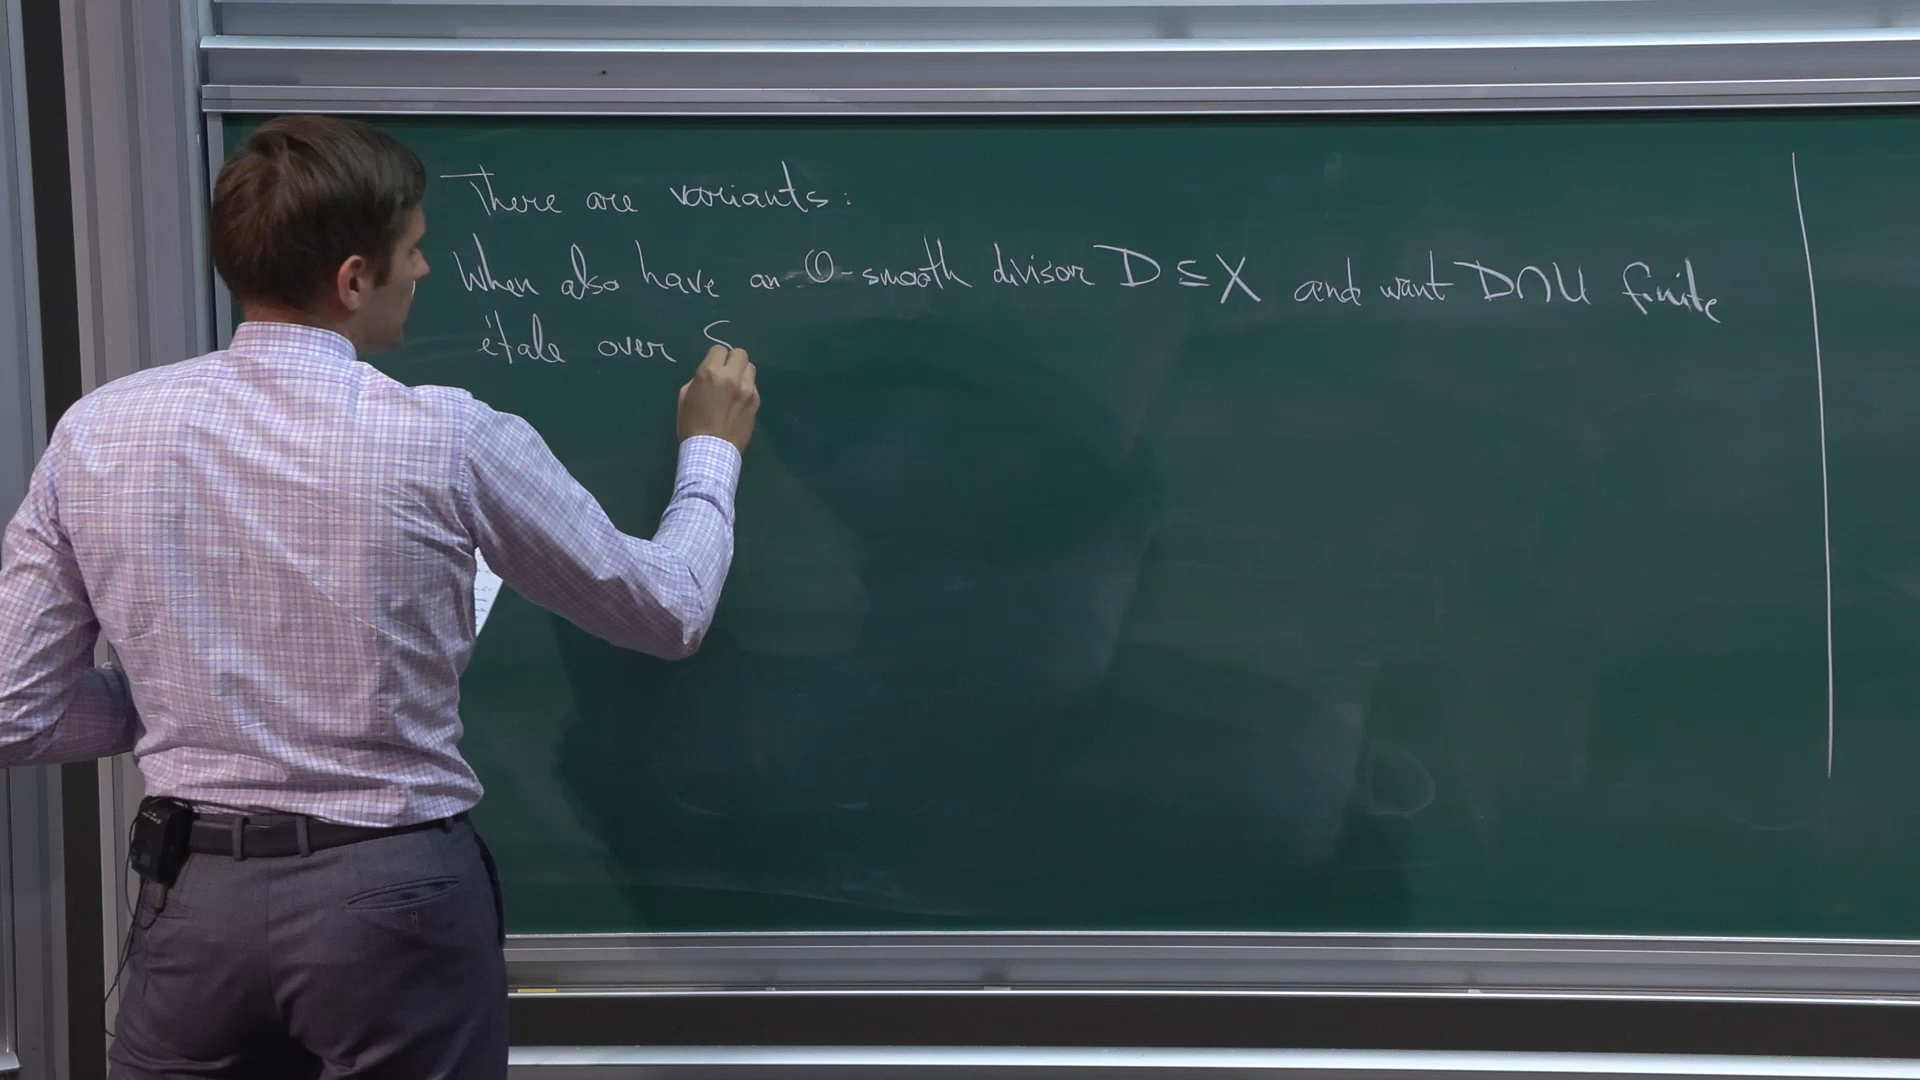 There are variants:
When also have an O-smooth divisor D ⊆ X and want D∩U finite
étale over S